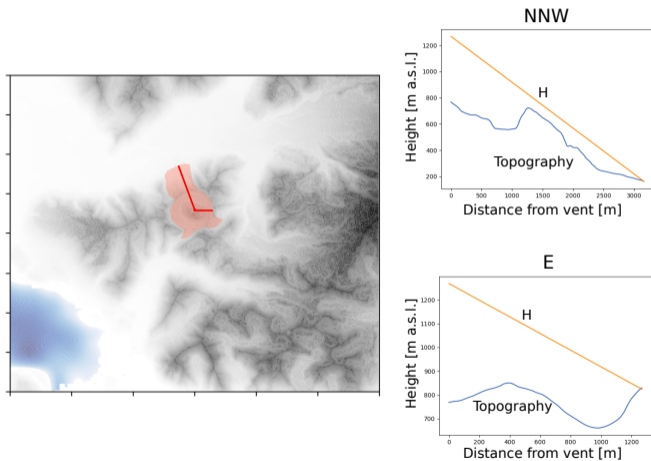 NNW
Height [m a.s.l.]
1200
1000
800
600
400
200
H
Topography
0
500
1000
1500
2000
2500
3000
Distance from vent [m]
E
Height [m a.s.l.]
1200
1100
1000
900
800
700
H
Topography
0
200
400
600
800
1000
1200
Distance from vent [m]